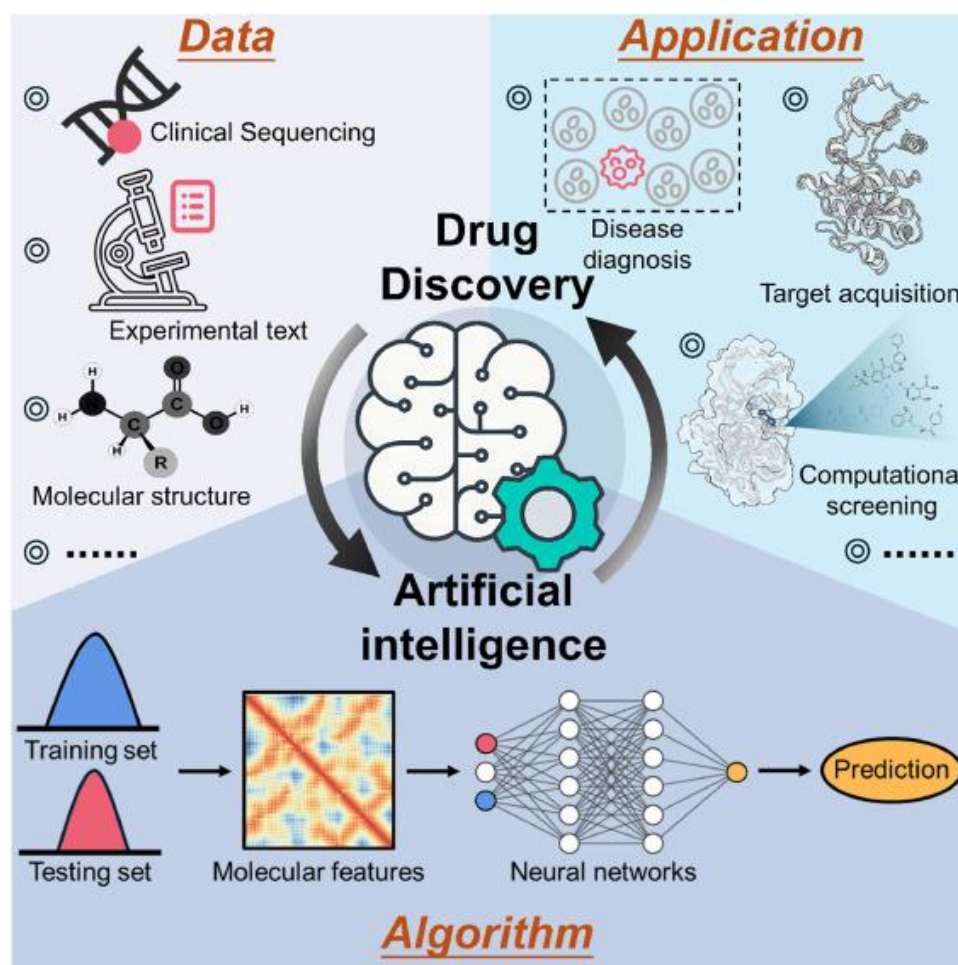 Data
Clinical Sequencing
Experimental text
H
H
N
H
C
R
C
O
O
H
Molecular structure
......
Application
Disease
diagnosis
Target acquisition
Computationa
screening
......
Drug
Discovery
Artificial
intelligence
Training set
Testing set
Molecular features
Neural networks
Prediction
Algorithm